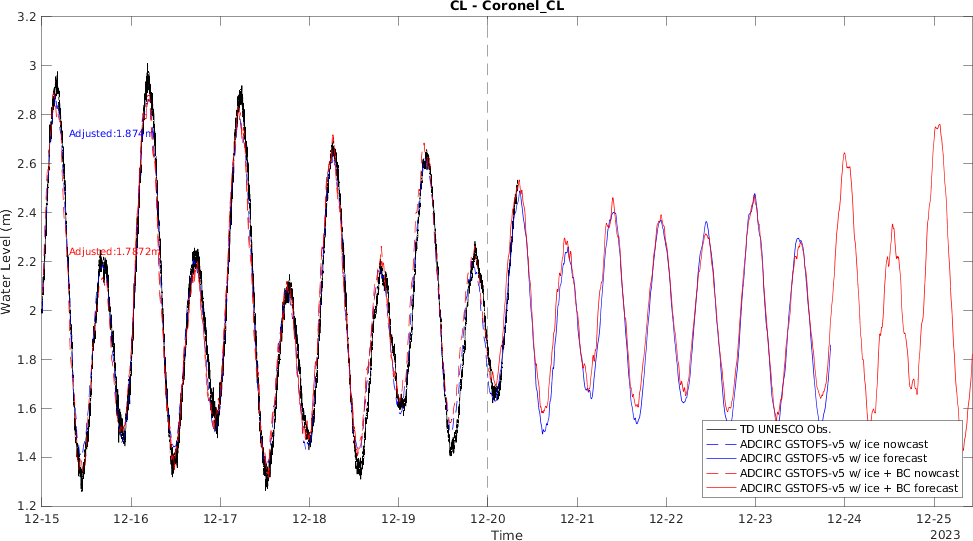 CL - Coronel_CL
3.2
3
2.8
2.6
2.4
2.2
2
1.8
1.6
1.4
1.2
Water Level (m)
Adjusted:1.874m
Adjusted:1.7872m
TD UNESCO Obs.
ADCIRC GSTOFS-v5 w/ ice nowcast
ADCIRC GSTOFS-v5 w/ ice forecast
ADCIRC GSTOFS-v5 w/ ice + BC nowcast
ADCIRC GSTOFS-v5 w/ ice + BC forecast
12-15 12-16 12-17 12-18 12-19 12-20 12-21 12-22 12-23 12-24 12-25
Time
2023